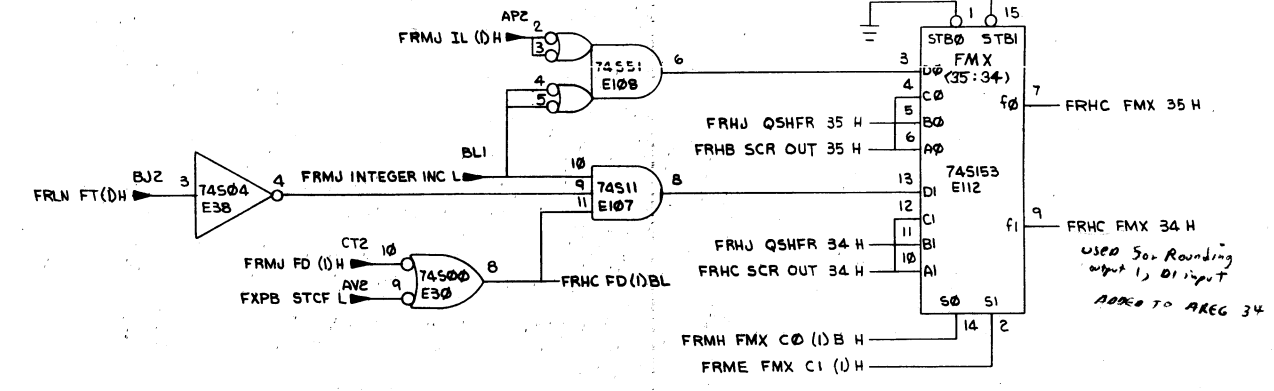 1 15
AP2
FRMJ IL (1) H 2
3
74S51
E108
6
4
5
STBØ STB1
FMX
(35:34)
3 DØ
4 CØ
5 BØ
6 AØ
fØ 7 FRHC FMX 35 H
FRHJ QSHFR 35 H
FRHB SCR OUT 35 H
BL1
FRMJ INTEGER INC L 10
9
11
74S11
E1Ø7
8
74S153
E112
13 D1
12 C1
11 B1
10 A1
f1 9 FRHC FMX 34 H
FRHJ QSHFR 34 H
FRHC SCR OUT 34 H
BJ2
FRLN FT(1)H 3
74SØ4
E38
4
CT2
FRMJ FD (1) H 10
AV2
FXPB STCF L 9
74SØØ
E3Ø
8
FRHC FD(1)BL
used for Rounding
output 1, D1 input
ADDED TO AREG 34
SØ S1
14 2
FRMH FMX CØ (1) B H
FRME FMX C1 (1) H